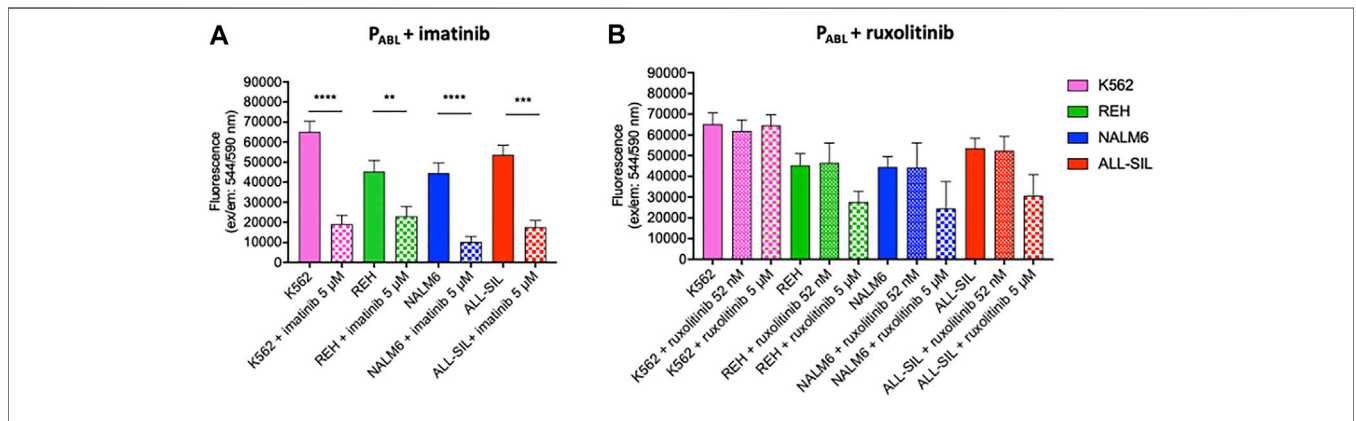 A
P_ABL + imatinib
Fluorescence
(ex/em: 544/590 nm)
90000
80000
70000
60000
50000
40000
30000
20000
10000
0
****
**
****
***
K562
K562 + imatinib 5 µM
REH
REH + imatinib 5 µM
NALM6
NALM6 + imatinib 5 µM
ALL-SIL
ALL-SIL+ imatinib 5 µM
B
P_ABL + ruxolitinib
Fluorescence
(ex/em: 544/590 nm)
90000
80000
70000
60000
50000
40000
30000
20000
10000
0
K562
K562 + ruxolitinib 52 nM
K562 + ruxolitinib 5 µM
REH
REH + ruxolitinib 52 nM
REH + ruxolitinib 5 µM
NALM6
NALM6 + ruxolitinib 52 nM
NALM6 + ruxolitinib 5 µM
ALL-SIL
ALL-SIL + ruxolitinib 52 nM
ALL-SIL + ruxolitinib 5 µM
K562
REH
NALM6
ALL-SIL